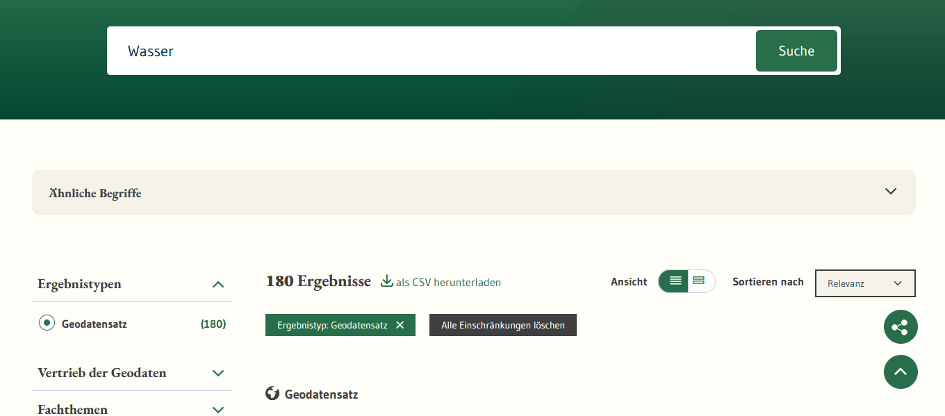 Wasser
Suche
Ähnliche Begriffe
Ergebnistypen
Geodatensatz (180)
Vertrieb der Geodaten
Fachthemen
180 Ergebnisse als CSV herunterladen
Ansicht
Sortieren nach
Relevanz
Ergebnistyp: Geodatensatz
Alle Einschränkungen löschen
Geodatensatz